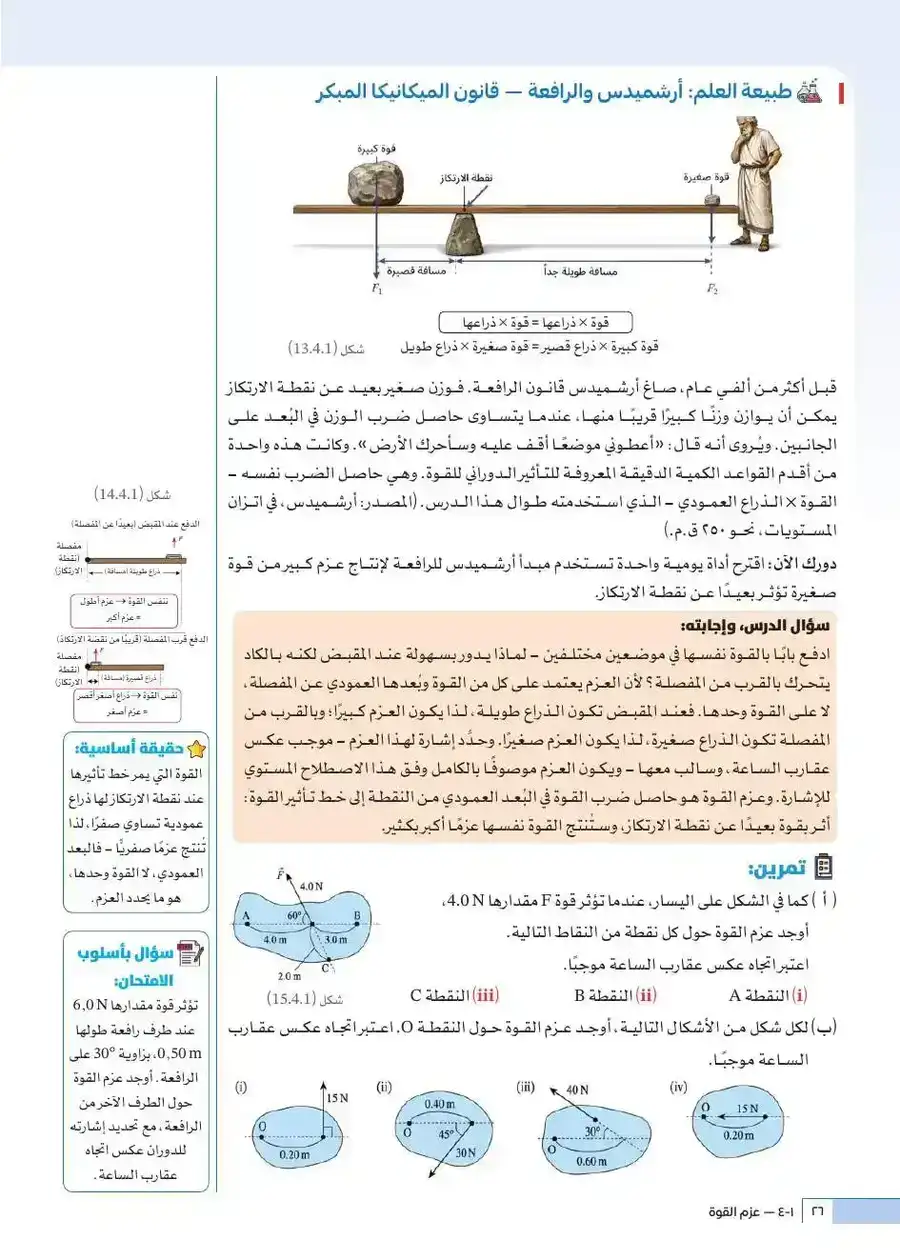 طبيعة العلم: أرشميدس والرافعة — قانون الميكانيكا المبكر
قوة كبيرة
نقطة الارتكاز
قوة صغيرة
مسافة قصيرة
مسافة طويلة جداً
F₁
F₂
قوة × ذراعها = قوة × ذراعها
قوة كبيرة × ذراع قصير = قوة صغيرة × ذراع طويل
شكل (13.4.1)
قبل أكثر من ألفي عام، صاغ أرشميدس قانون الرافعة. فوزن صغير بعيد عن نقطة الارتكاز
يمكن أن يوازن وزنًا كبيرًا قريبًا منها، عندما يتساوى حاصل ضرب الوزن في البُعد على
الجانبين. ويُروى أنه قال: «أعطوني موضعًا أقف عليه وسأحرك الأرض». وكانت هذه واحدة
من أقدم القواعد الكمية الدقيقة المعروفة للتأثير الدوراني للقوة. وهي حاصل الضرب نفسه –
القوة × الذراع العمودي – الذي استخدمته طوال هذا الدرس. (المصدر: أرشميدس، في اتزان
المستويات، نحو ٢٥٠ ق.م.)
دورك الآن: اقترح أداة يومية واحدة تستخدم مبدأ أرشميدس للرافعة لإنتاج عزم كبير من قوة
صغيرة تؤثر بعيدًا عن نقطة الارتكاز.
سؤال الدرس، وإجابته:
ادفع بابًا بالقوة نفسها في موضعين مختلفين – لماذا يدور بسهولة عند المقبض لكنه بالكاد
يتحرك بالقرب من المفصلة؟ لأن العزم يعتمد على كل من القوة وبُعدها العمودي عن المفصلة،
لا على القوة وحدها. فعند المقبض تكون الذراع طويلة، لذا يكون العزم كبيرًا؛ وبالقرب من
المفصلة تكون الذراع صغيرة، لذا يكون العزم صغيرًا. وحدِّد إشارة لهذا العزم – موجب عكس
عقارب الساعة، وسالب معها – ويكون العزم موصوفًا بالكامل وفق هذا الاصطلاح المستوي
للإشارة. وعزم القوة هو حاصل ضرب القوة في البُعد العمودي من النقطة إلى خط تأثير القوة:
أثر بقوة بعيدًا عن نقطة الارتكاز، وستُنتج القوة نفسها عزمًا أكبر بكثير.
تمرين:
( أ ) كما في الشكل على اليسار، عندما تؤثر قوة F مقدارها 4.0 N،
أوجد عزم القوة حول كل نقطة من النقاط التالية.
اعتبر اتجاه عكس عقارب الساعة موجبًا.
(i) النقطة A (ii) النقطة B (iii) النقطة C
F
4.0 N
A
60°
B
4.0 m
3.0 m
C
2.0 m
شكل (15.4.1)
(ب) لكل شكل من الأشكال التالية، أوجد عزم القوة حول النقطة O. اعتبر اتجاه عكس عقارب
الساعة موجبًا.
(i)
15 N
O
0.20 m
(ii)
0.40 m
O
45°
30 N
(iii)
40 N
30°
O
0.60 m
(iv)
O
15 N
0.20 m
شكل (14.4.1)
الدفع عند المقبض (بعيدًا عن المفصلة)
F
مفصلة
(نقطة
الارتكاز)
ذراع طويلة (مسافة)
نفس القوة → عزم أطول
= عزم أكبر
مفصلة
(نقطة
الارتكاز)
F
ذراع قصيرة (مسافة)
نفس القوة → ذراع أصغر أقصر
= عزم أصغر
حقيقة أساسية:
القوة التي يمر خط تأثيرها
عند نقطة الارتكاز لها ذراع
عمودية تساوي صفرًا، لذا
تُنتج عزمًا صفريًّا – فالبعد
العمودي، لا القوة وحدها،
هو ما يحدد العزم.
سؤال بأسلوب
الامتحان:
تؤثر قوة مقدارها 6,0 N
عند طرف رافعة طولها
0,50 m، بزاوية 30° على
الرافعة. أوجد عزم القوة
حول الطرف الآخر من
الرافعة، مع تحديد إشارته
للدوران عكس اتجاه
عقارب الساعة.
٢٦
٤-١ — عزم القوة